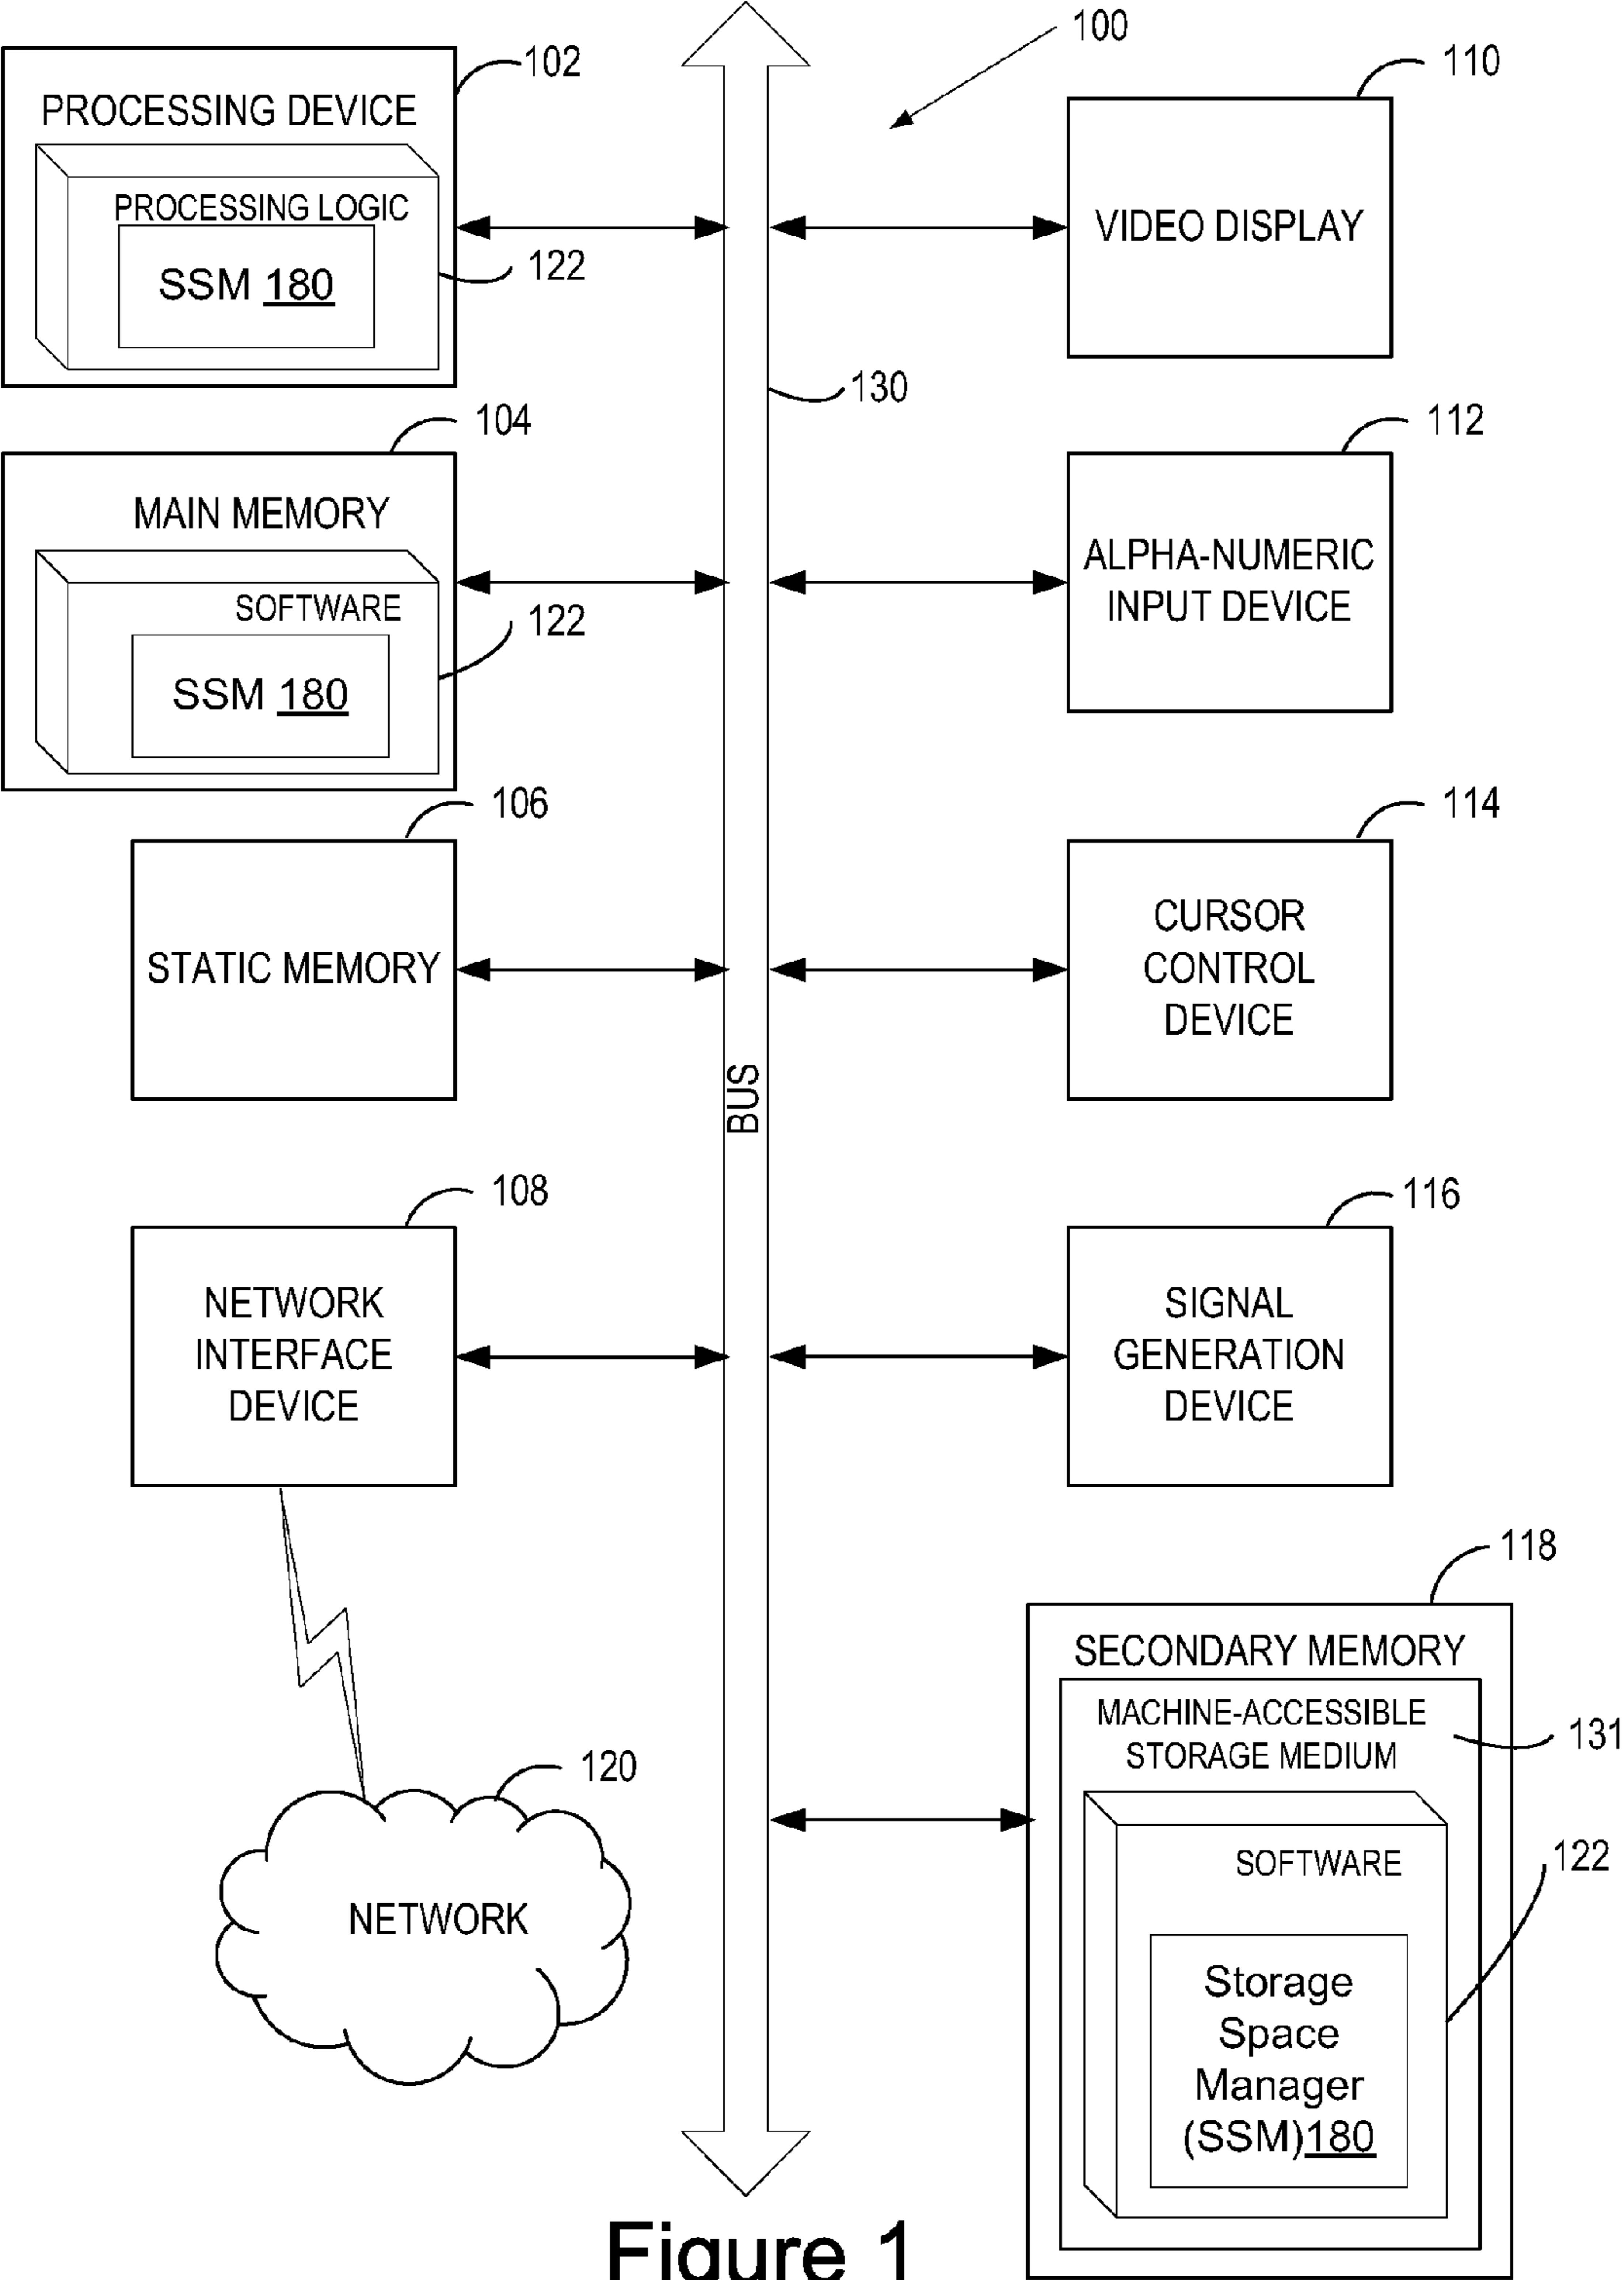 100
102
PROCESSING DEVICE
PROCESSING LOGIC
SSM 180
122
110
VIDEO DISPLAY
130
104
MAIN MEMORY
SOFTWARE
SSM 180
122
112
ALPHA-NUMERIC
INPUT DEVICE
106
STATIC MEMORY
114
CURSOR
CONTROL
DEVICE
BUS
108
NETWORK
INTERFACE
DEVICE
116
SIGNAL
GENERATION
DEVICE
118
SECONDARY MEMORY
MACHINE-ACCESSIBLE
STORAGE MEDIUM
131
SOFTWARE
122
Storage
Space
Manager
(SSM)180
120
NETWORK
Figure 1